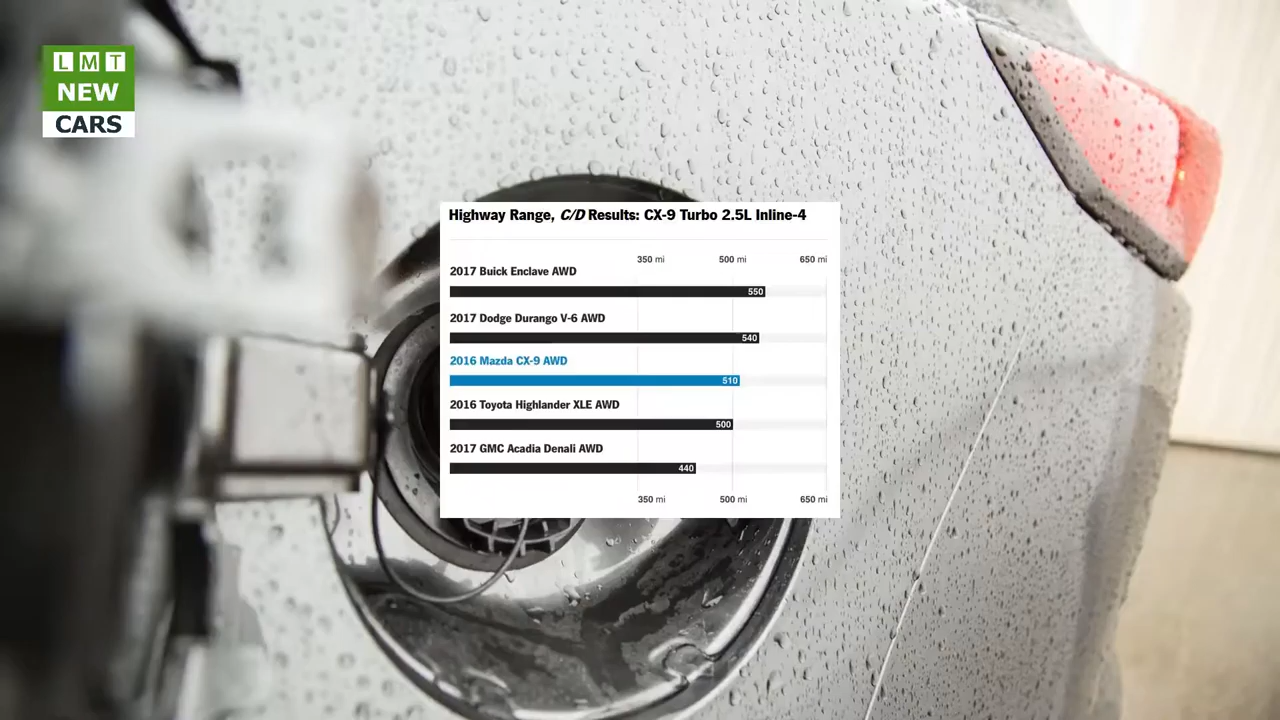 LMT
NEW
CARS
Highway Range, C/D Results: CX-9 Turbo 2.5L Inline-4
350 mi 500 mi 650 mi
2017 Buick Enclave AWD
550
2017 Dodge Durango V-6 AWD
540
2016 Mazda CX-9 AWD
510
2016 Toyota Highlander XLE AWD
500
2017 GMC Acadia Denali AWD
440
350 mi 500 mi 650 mi